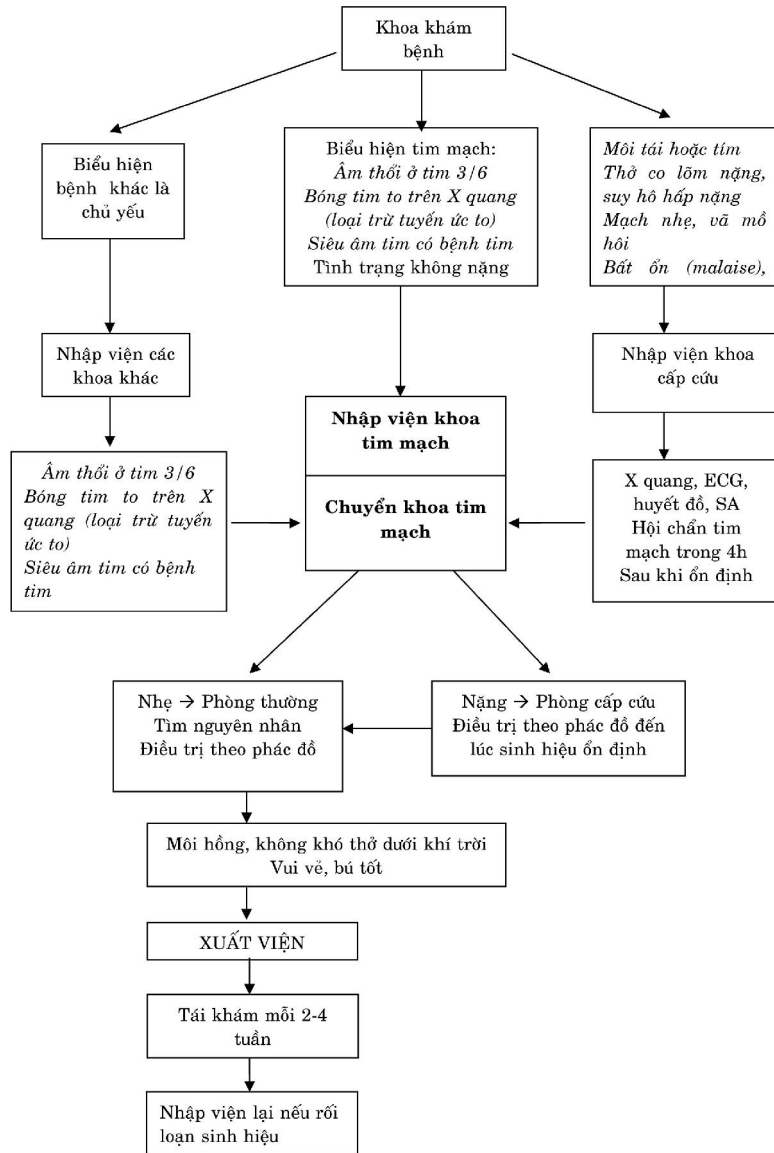 Khoa khám
bệnh
Biểu hiện
bệnh khác là
chủ yếu
Biểu hiện tim mạch:
Âm thổi ở tim 3/6
Bóng tim to trên X quang
(loại trừ tuyến ức to)
Siêu âm tim có bệnh tim
Tình trạng không nặng
Môi tái hoặc tím
Thở co lõm nặng,
suy hô hấp nặng
Mạch nhẹ, vã mồ
hôi
Bất ổn (malaise),
Nhập viện các
khoa khác
Nhập viện khoa
tim mạch
Nhập viện khoa
cấp cứu
Âm thổi ở tim 3/6
Bóng tim to trên X
quang (loại trừ tuyến
ức to)
Siêu âm tim có bệnh
tim
Chuyển khoa tim
mạch
X quang, ECG,
huyết đồ, SA
Hội chẩn tim
mạch trong 4h
Sau khi ổn định
Nhẹ → Phòng thường
Tìm nguyên nhân
Điều trị theo phác đồ
Nặng → Phòng cấp cứu
Điều trị theo phác đồ đến
lúc sinh hiệu ổn định
Môi hồng, không khó thở dưới khí trời
Vui vẻ, bú tốt
XUẤT VIỆN
Tái khám mỗi 2-4
tuần
Nhập viện lại nếu rối
loạn sinh hiệu